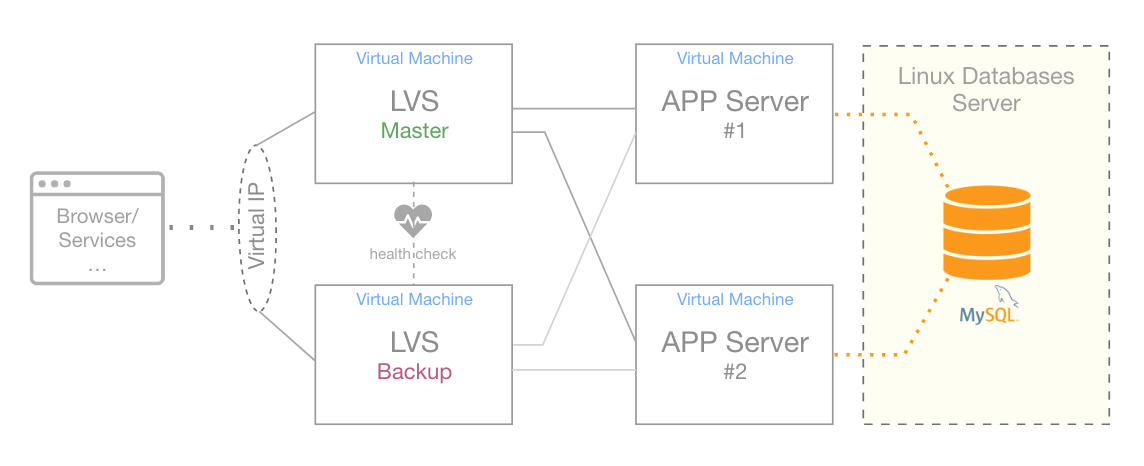 Browser/
Services
...
Virtual IP
Virtual Machine
LVS
Master
health check
Virtual Machine
LVS
Backup
Virtual Machine
APP Server
#1
Virtual Machine
APP Server
#2
Linux Databases
Server
MySQL